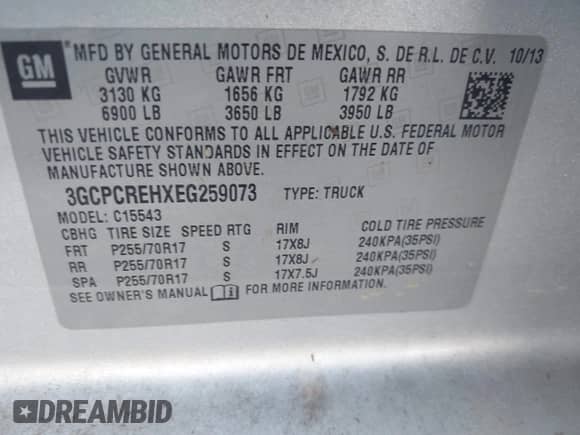 GM MFD BY GENERAL MOTORS DE MEXICO, S. DE R.L. DE C.V. 10/13
GVWR GAWR FRT GAWR RR
3130 KG 1656 KG 1792 KG
6900 LB 3650 LB 3950 LB
THIS VEHICLE CONFORMS TO ALL APPLICABLE U.S. FEDERAL MOTOR
VEHICLE SAFETY STANDARDS IN EFFECT ON THE DATE OF
MANUFACTURE SHOWN ABOVE.
3GCPCREHXEG259073 TYPE: TRUCK
MODEL: C15543
CBHG TIRE SIZE SPEED RTG RIM COLD TIRE PRESSURE
FRT P255/70R17 S 17X8J 240KPA(35PSI)
RR P255/70R17 S 17X8J 240KPA(35PSI)
SPA P255/70R17 S 17X7.5J 240KPA(35PSI)
SEE OWNER'S MANUAL FOR MORE INFORMATION.
DREAMBID